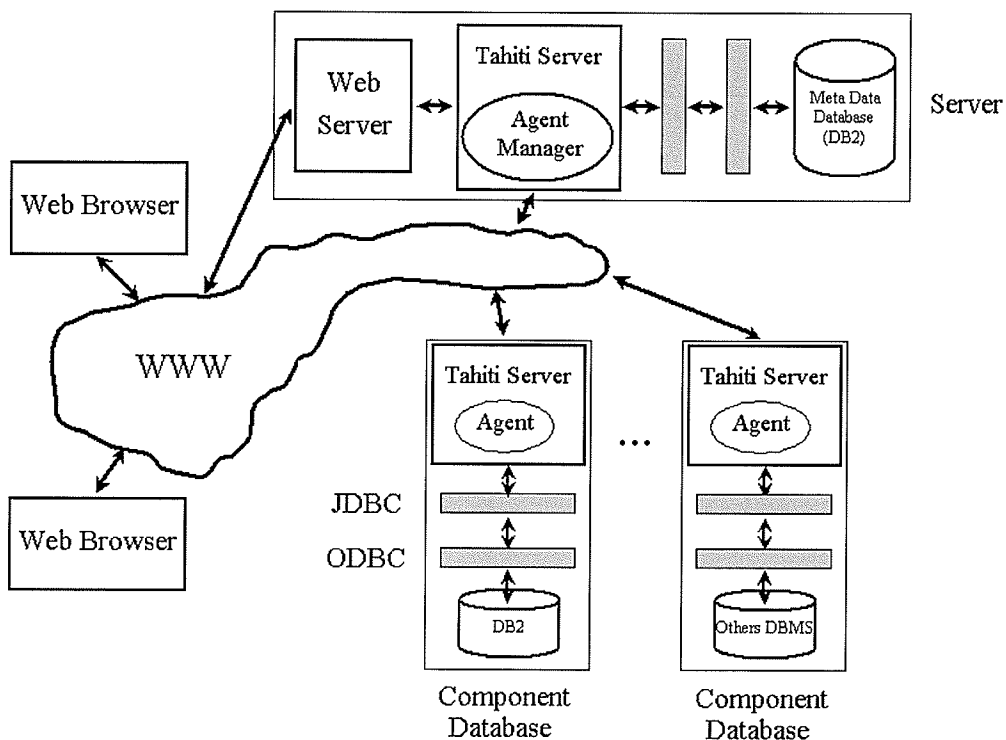 Web
Server
Tahiti Server
Agent
Manager
Meta Data
Database
(DB2)
Server
Web Browser
WWW
Web Browser
Tahiti Server
Agent
...
Tahiti Server
Agent
JDBC
ODBC
DB2
Others DBMS
Component
Database
Component
Database